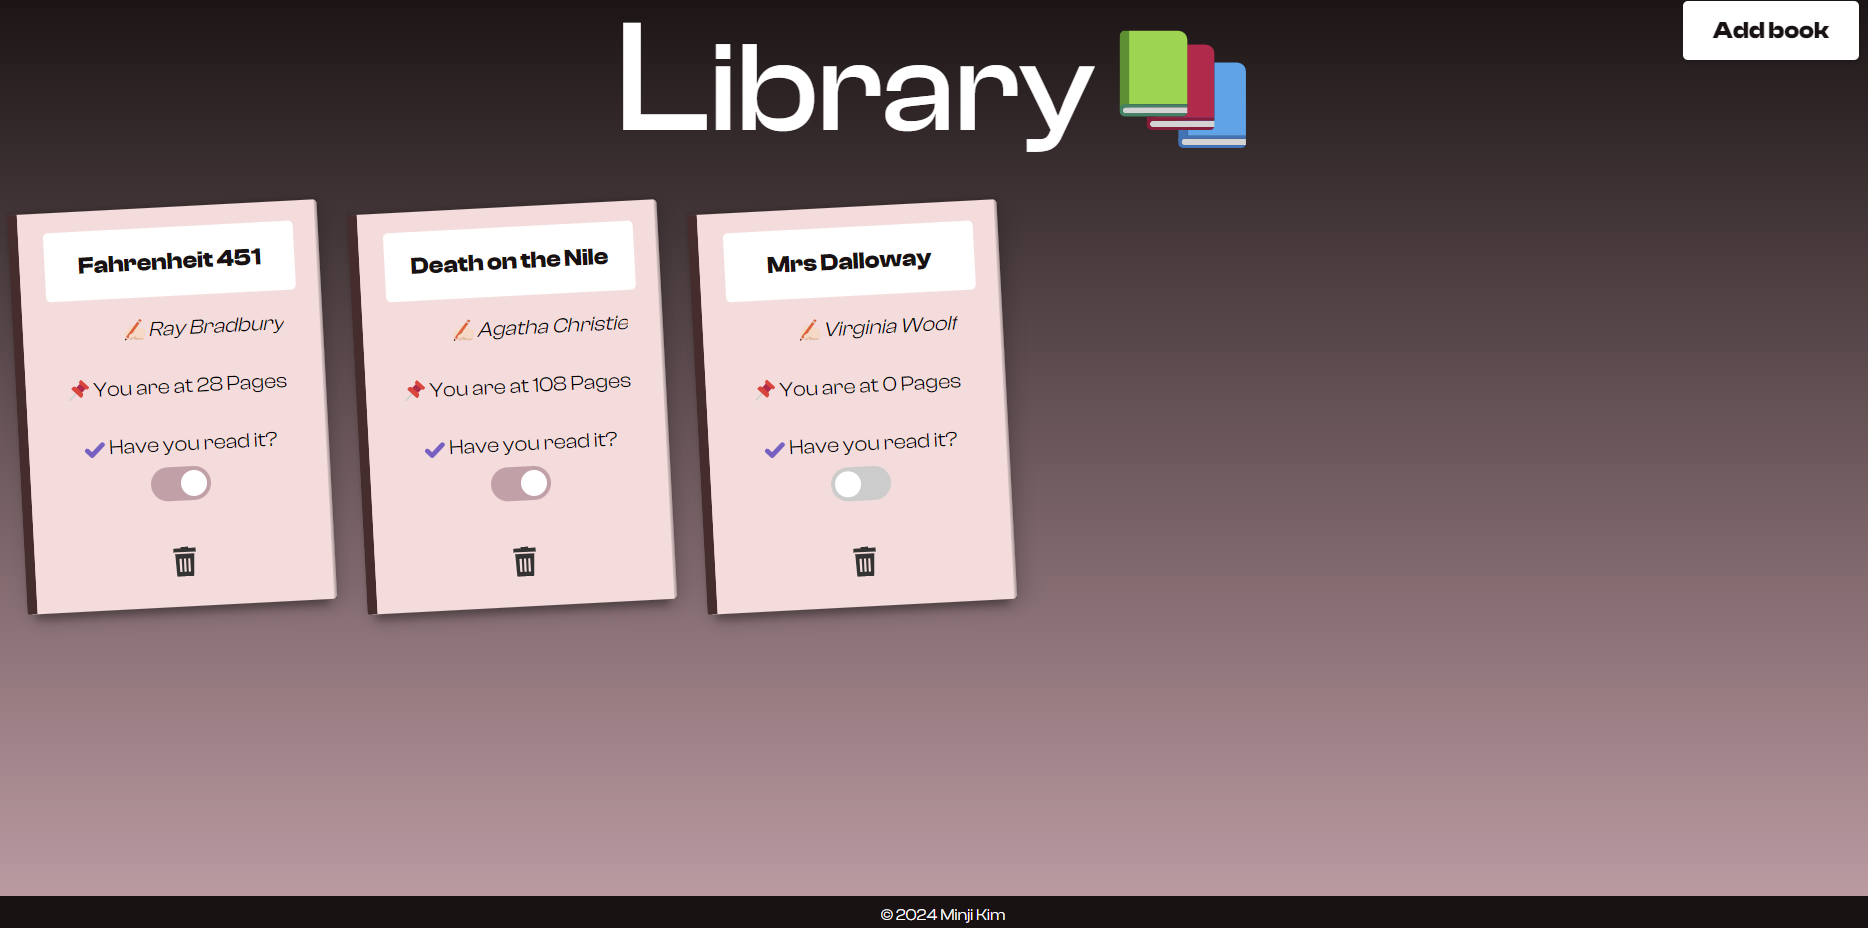 Library
Add book
Fahrenheit 451
Ray Bradbury
You are at 28 Pages
Have you read it?
Death on the Nile
Agatha Christie
You are at 108 Pages
Have you read it?
Mrs Dalloway
Virginia Woolf
You are at 0 Pages
Have you read it?
© 2024 Minji Kim